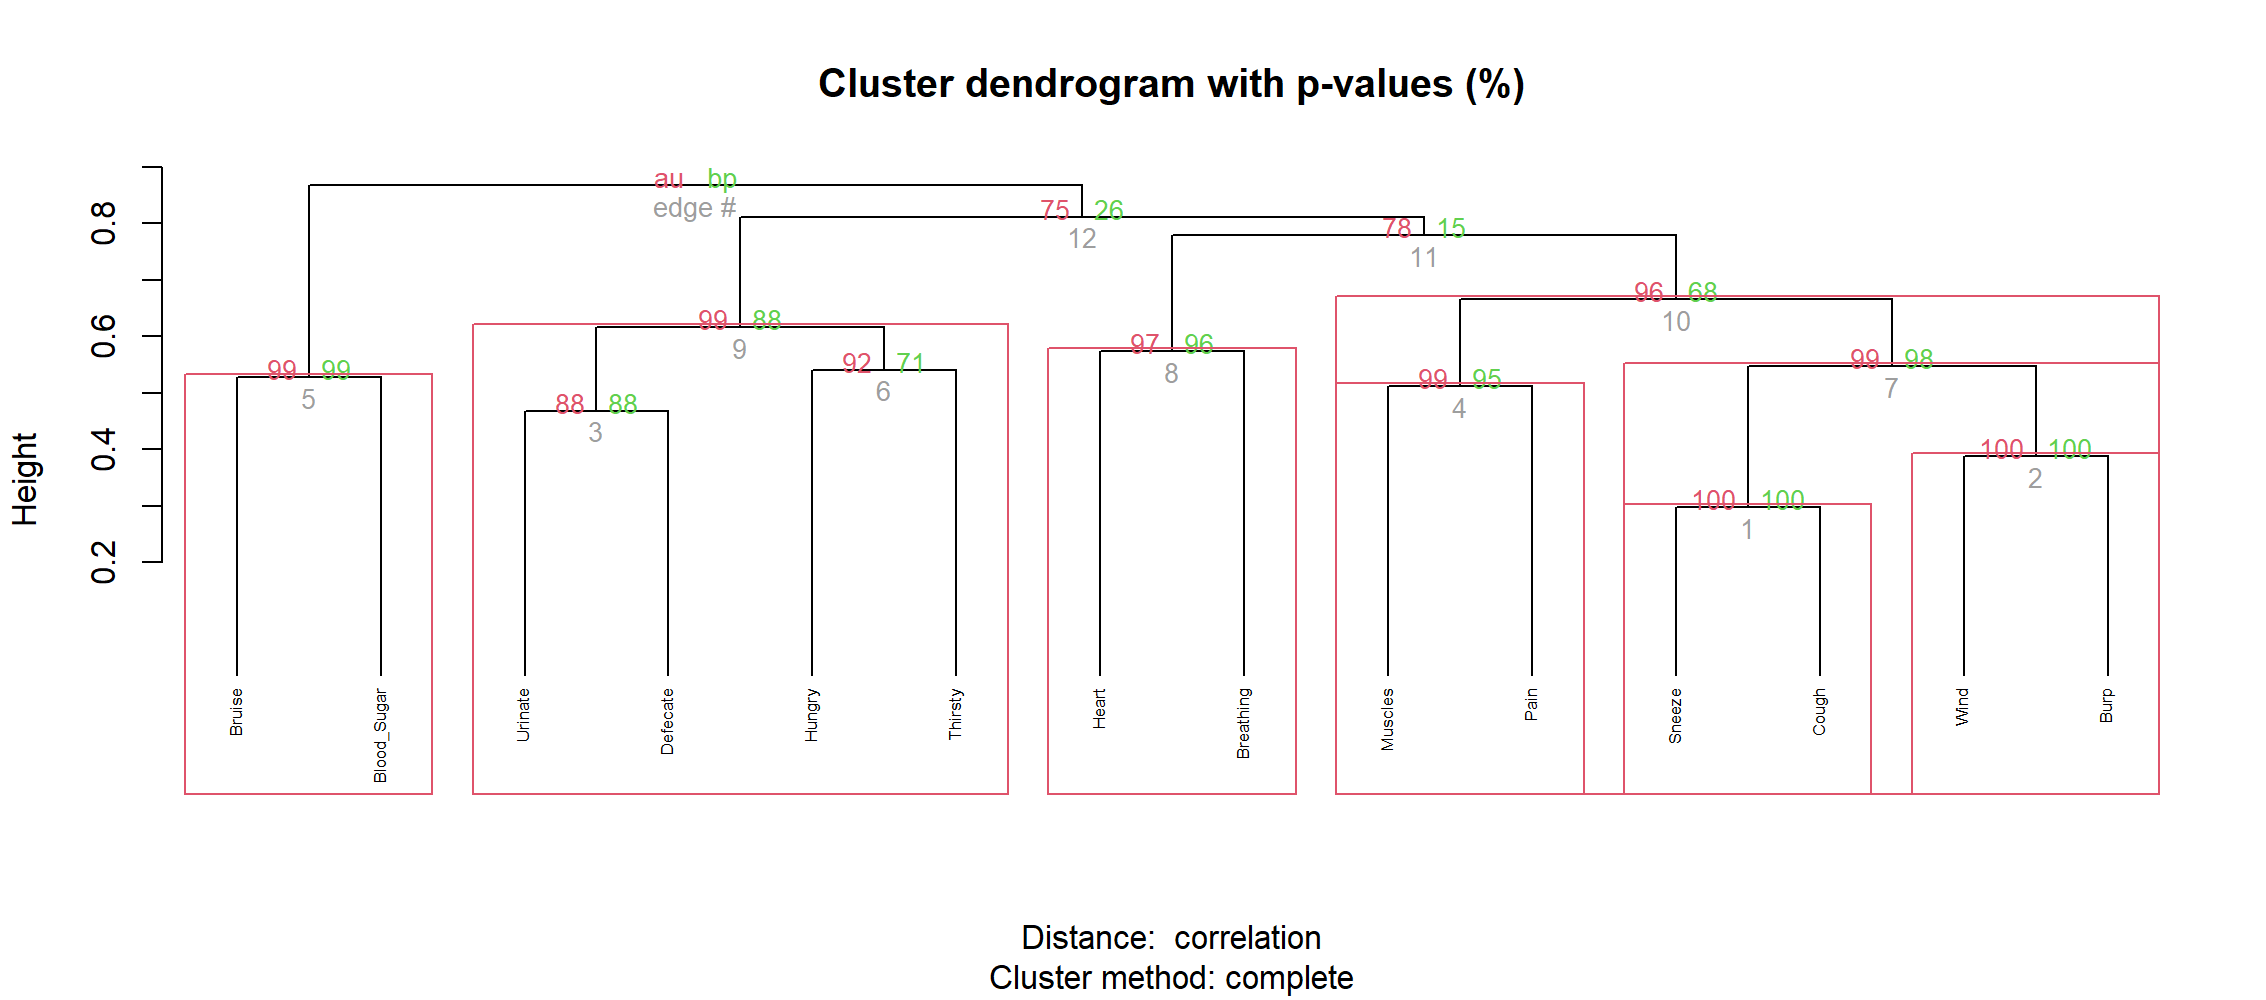 Cluster dendrogram with p-values (%)
Height
0.2
0.4
0.6
0.8
au bp
edge #
75 26
12
78 15
11
96 68
10
99 88
9
97 96
8
99 98
7
92 71
6
99 99
5
99 95
4
88 88
3
100 100
2
100 100
1
Bruise
Blood_Sugar
Urinate
Defecate
Hungry
Thirsty
Heart
Breathing
Muscles
Pain
Sneeze
Cough
Wind
Burp
Distance: correlation
Cluster method: complete